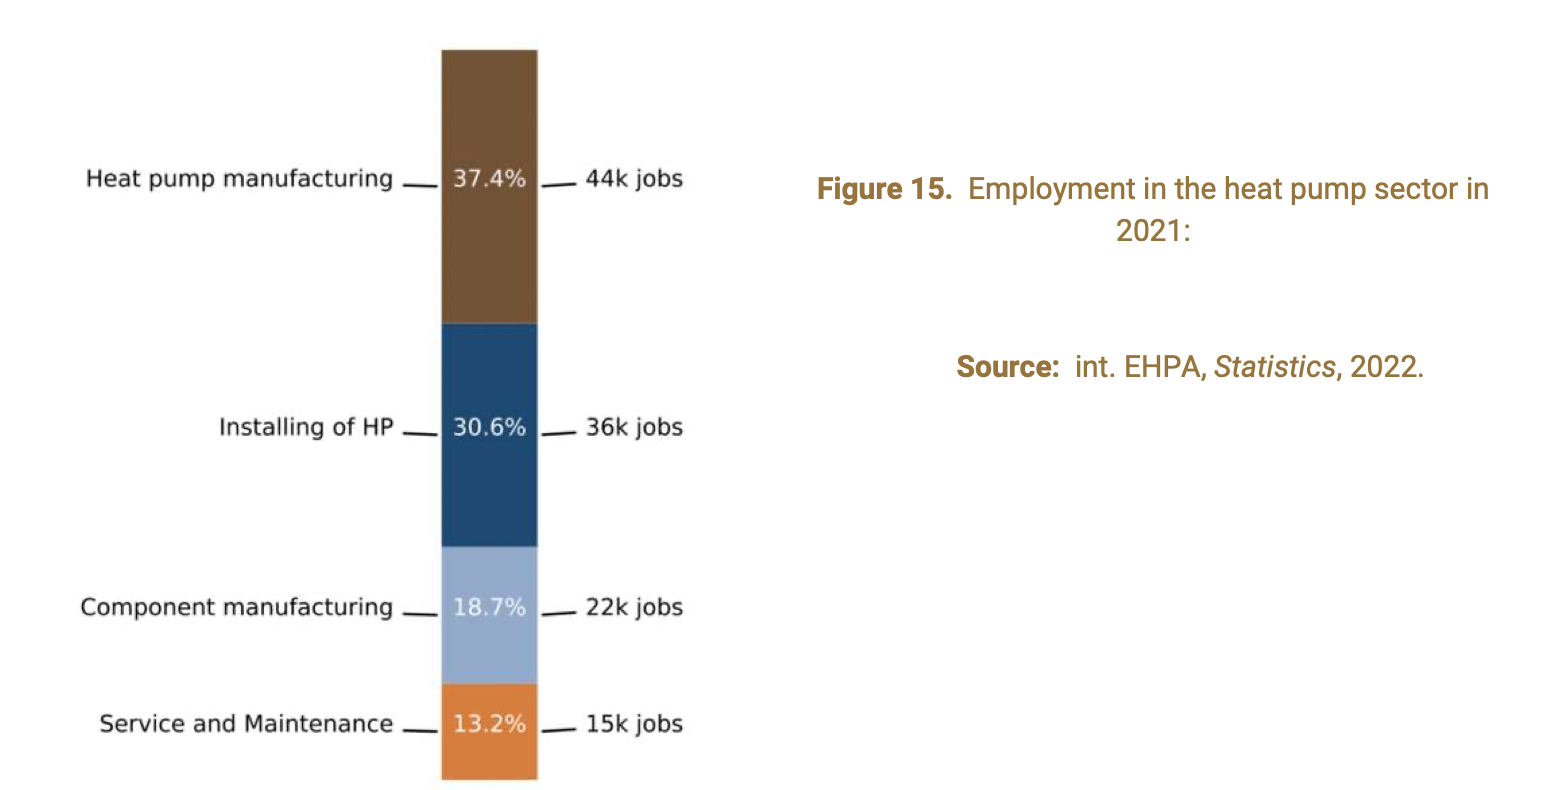 Heat pump manufacturing 37.4% 44k jobs
Installing of HP 30.6% 36k jobs
Component manufacturing 18.7% 22k jobs
Service and Maintenance 13.2% 15k jobs
Figure 15. Employment in the heat pump sector in
2021:
Source: int. EHPA, Statistics, 2022.